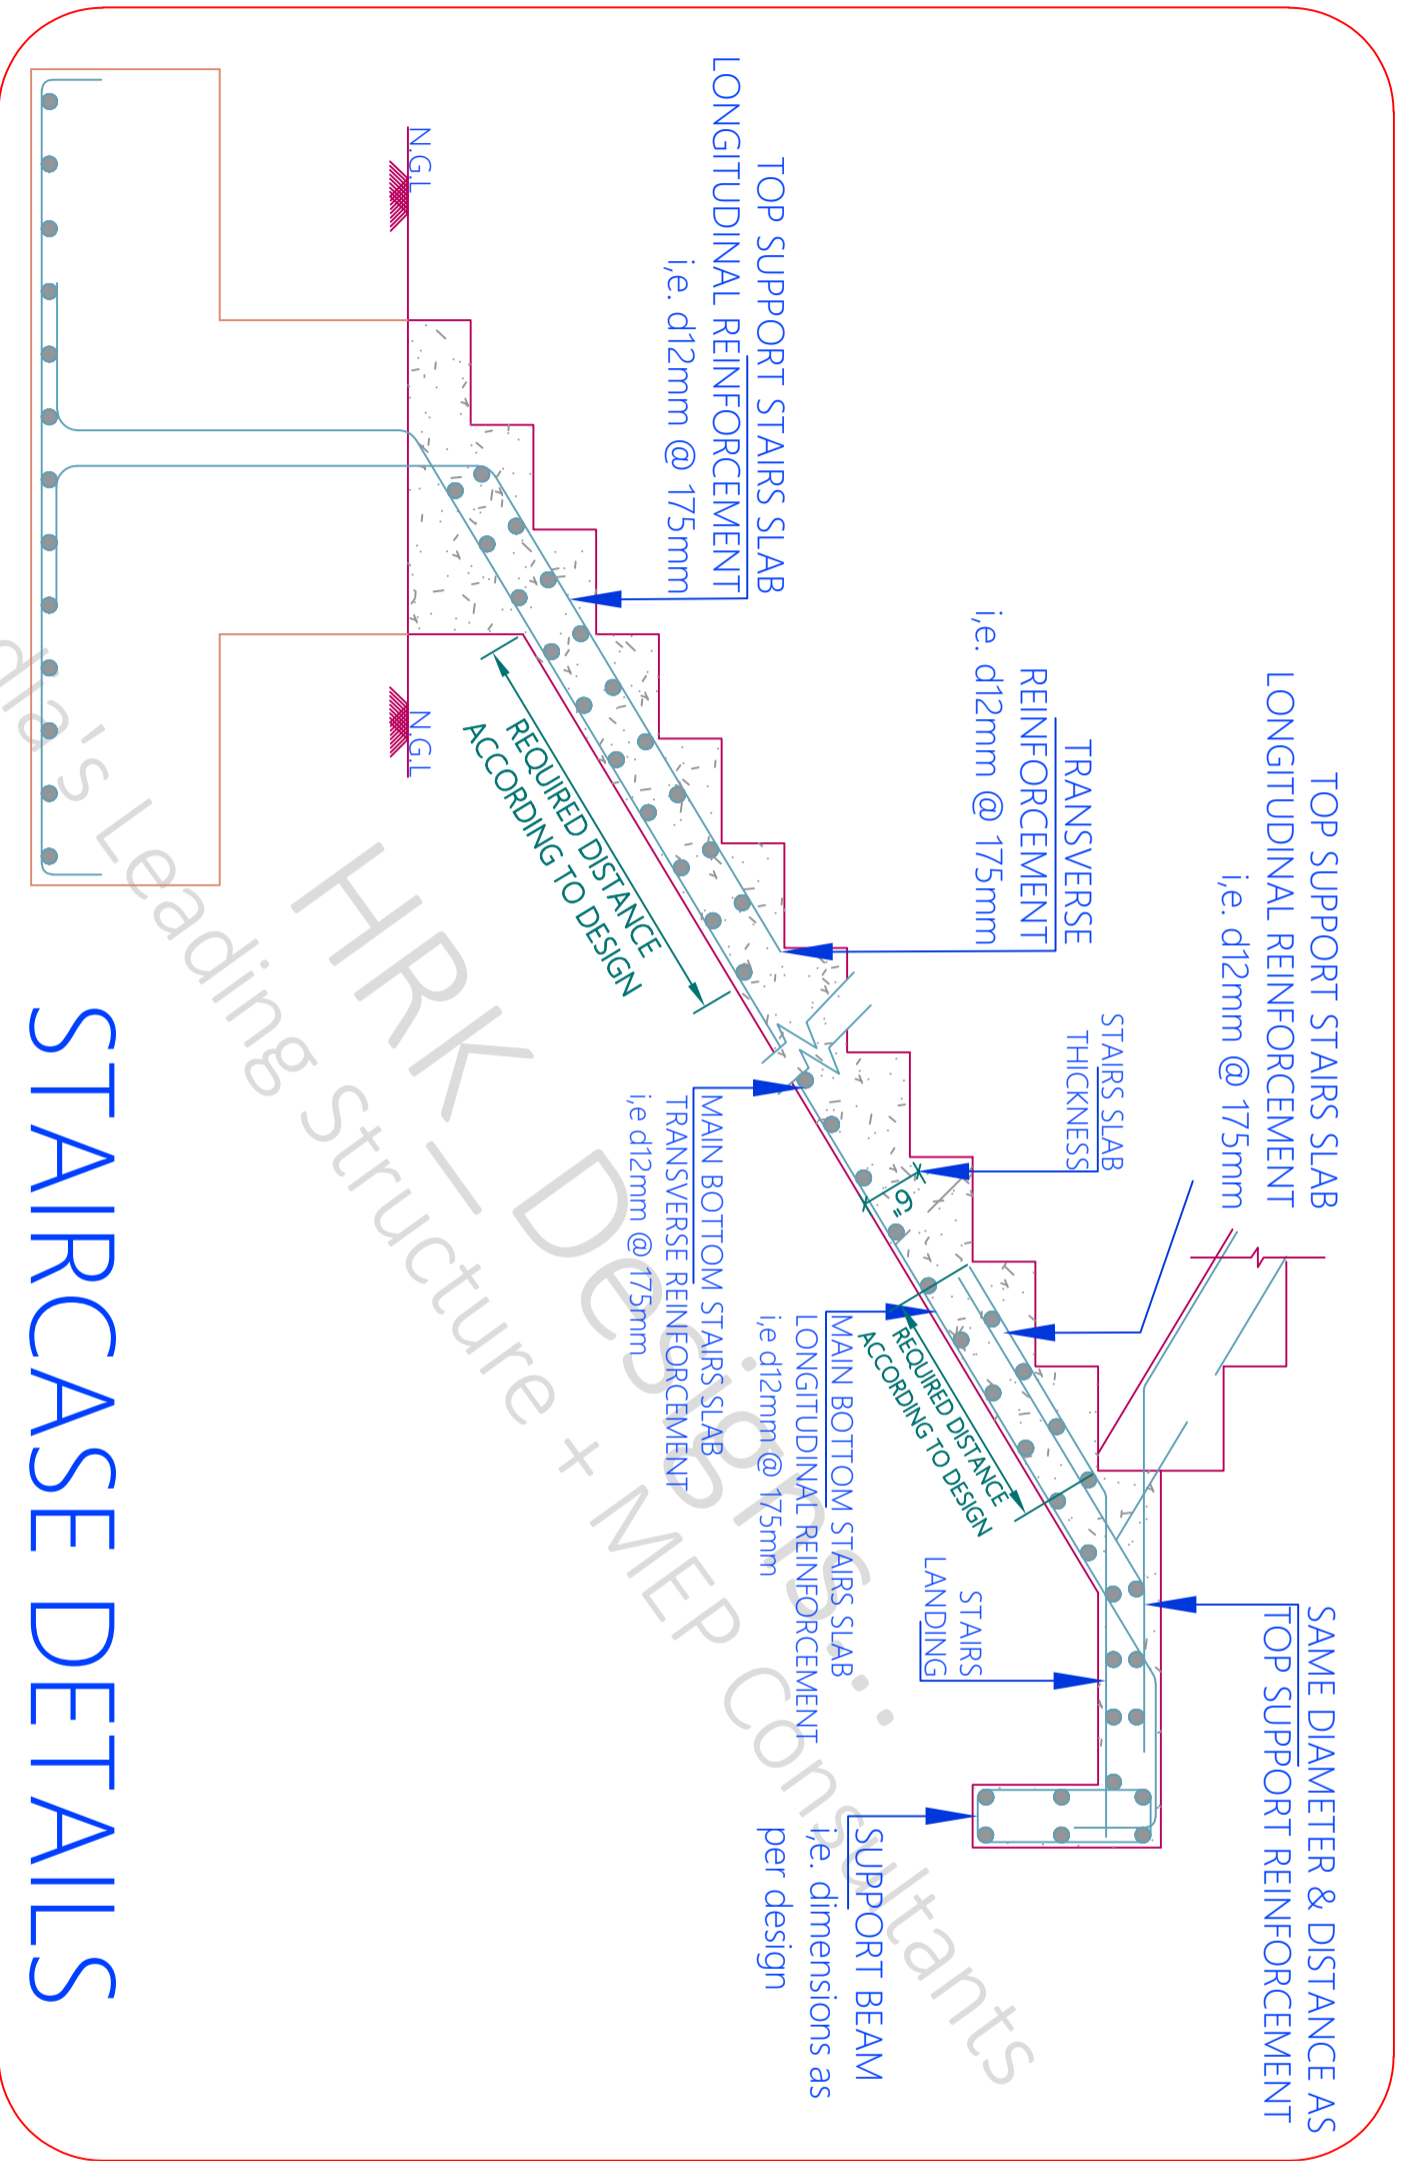 TOP SUPPORT STAIRS SLAB
LONGITUDINAL REINFORCEMENT
i,e. d12mm @ 175mm
SAME DIAMETER & DISTANCE AS
TOP SUPPORT REINFORCEMENT
STAIRS SLAB
THICKNESS
TRANSVERSE
REINFORCEMENT
i,e. d12mm @ 175mm
9"
STAIRS
LANDING
REQUIRED DISTANCE
ACCORDING TO DESIGN
SUPPORT BEAM
i,e. dimensions as
per design
MAIN BOTTOM STAIRS SLAB
LONGITUDINAL REINFORCEMENT
i,e d12mm @ 175mm
TOP SUPPORT STAIRS SLAB
LONGITUDINAL REINFORCEMENT
i,e. d12mm @ 175mm
MAIN BOTTOM STAIRS SLAB
TRANSVERSE REINFORCEMENT
i,e d12mm @ 175mm
REQUIRED DISTANCE
ACCORDING TO DESIGN
N.G.L
N.G.L
HRK_Designs...
Leading Structure + MEP Consultants
STAIRCASE DETAILS